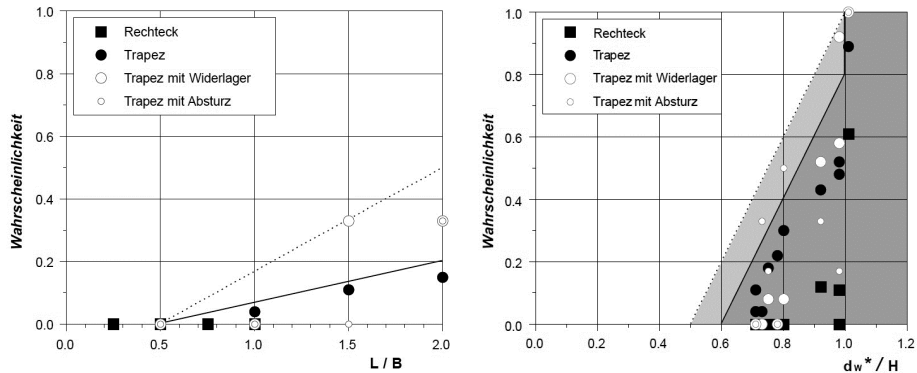 1.0
Rechteck
Trapez
Trapez mit Widerlager
Trapez mit Absturz
0.8
0.6
0.4
0.2
0.0
Wahrscheinlichkeit
0.0 0.5 1.0 1.5 2.0
L / B
1.0
Rechteck
Trapez
Trapez mit Widerlager
Trapez mit Absturz
0.8
0.6
0.4
0.2
0.0
Wahrscheinlichkeit
0.0 0.2 0.4 0.6 0.8 1.0 1.2
dw* / H